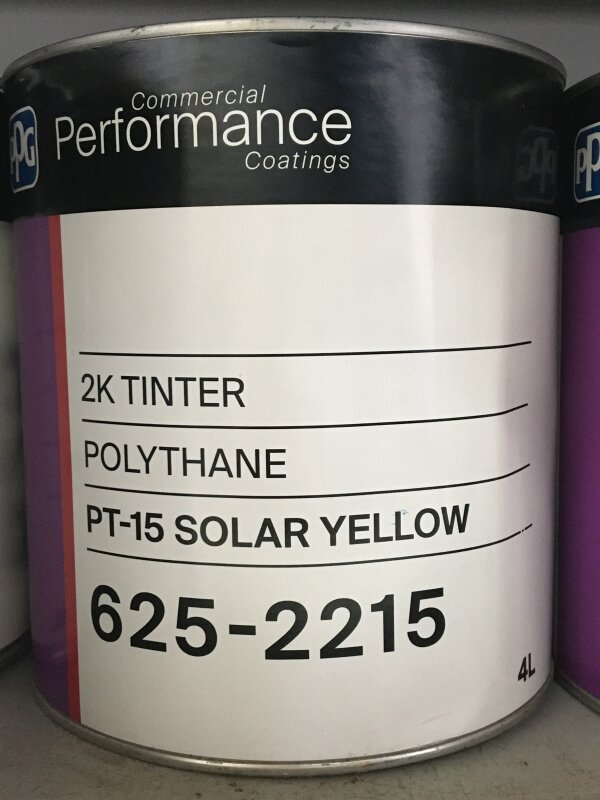 Commercial
PPG
Performance
Coatings
2K TINTER
POLYTHANE
PT-15 SOLAR YELLOW
625-2215
4L